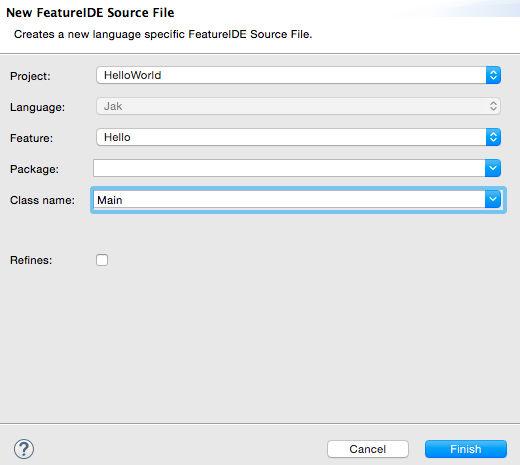 New FeatureIDE Source File
Creates a new language specific FeatureIDE Source File.
Project: HelloWorld
Language: Jak
Feature: Hello
Package:
Class name: Main
Refines:
? Cancel Finish